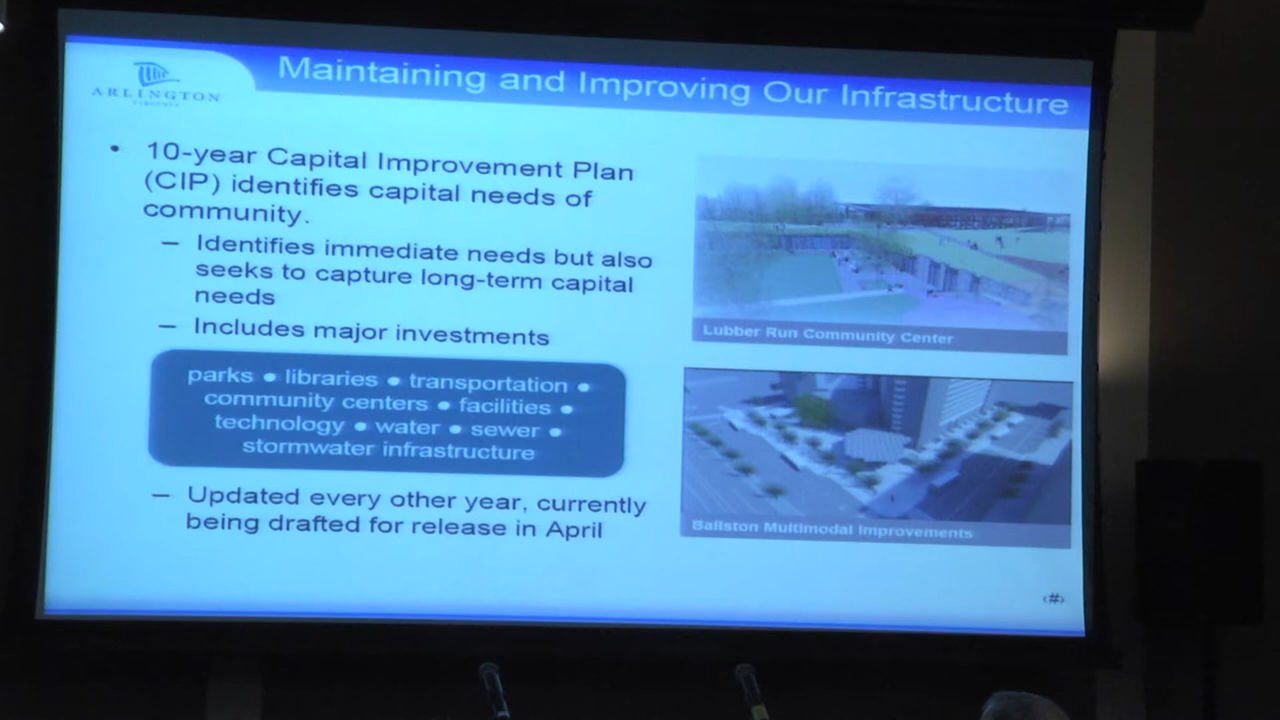 ARLINGTON
VIRGINIA
Maintaining and Improving Our Infrastructure
• 10-year Capital Improvement Plan
(CIP) identifies capital needs of
community.
– Identifies immediate needs but also
seeks to capture long-term capital
needs
– Includes major investments
parks ● libraries ● transportation ●
community centers ● facilities ●
technology ● water ● sewer ●
stormwater infrastructure
– Updated every other year, currently
being drafted for release in April
Lubber Run Community Center
Ballston Multimodal Improvements
‹#›